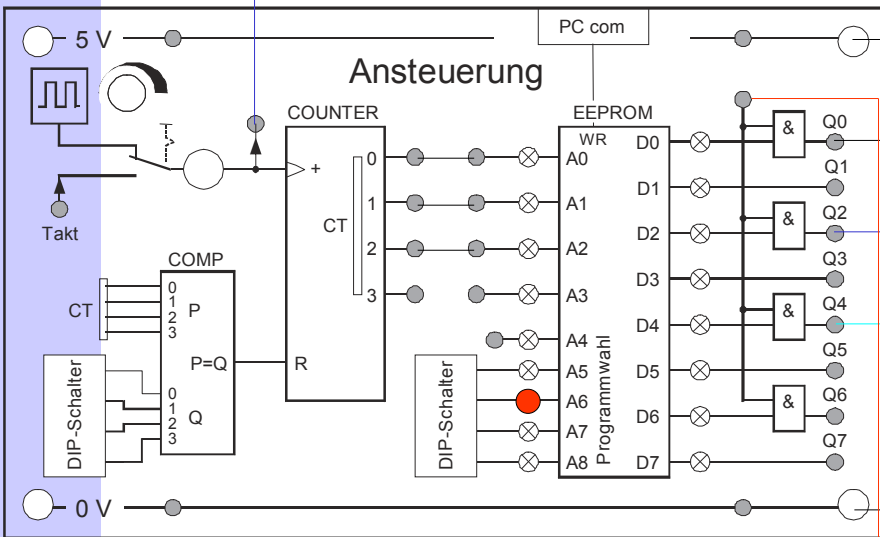 PC com
5 V
Ansteuerung
COUNTER
EEPROM
WR
+
CT
0
1
2
3
R
Takt
COMP
CT
0
1
2
3
P
P=Q
0
1
2
3
Q
DIP-Schalter
DIP-Schalter
A0
A1
A2
A3
A4
A5
A6
A7
A8
Programmwahl
D0
D1
D2
D3
D4
D5
D6
D7
&
&
&
&
Q0
Q1
Q2
Q3
Q4
Q5
Q6
Q7
0 V